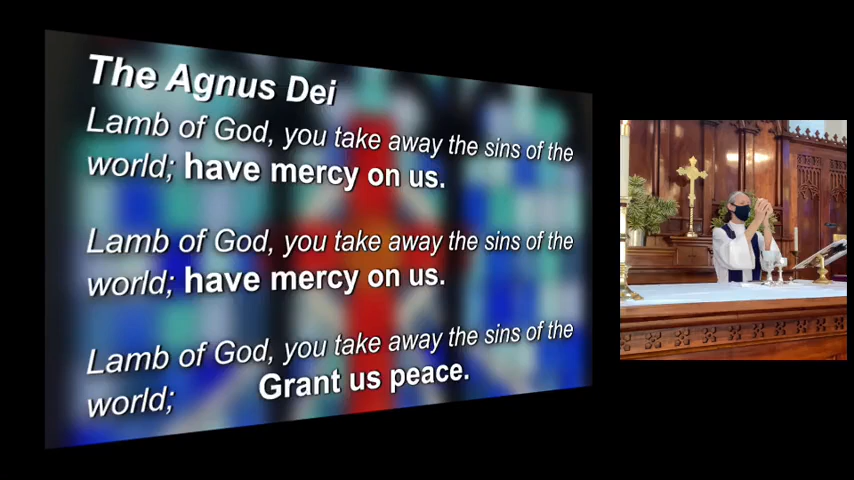 The Agnus Dei
Lamb of God, you take away the sins of the
world; have mercy on us.
Lamb of God, you take away the sins of the
world; have mercy on us.
Lamb of God, you take away the sins of the
world; Grant us peace.